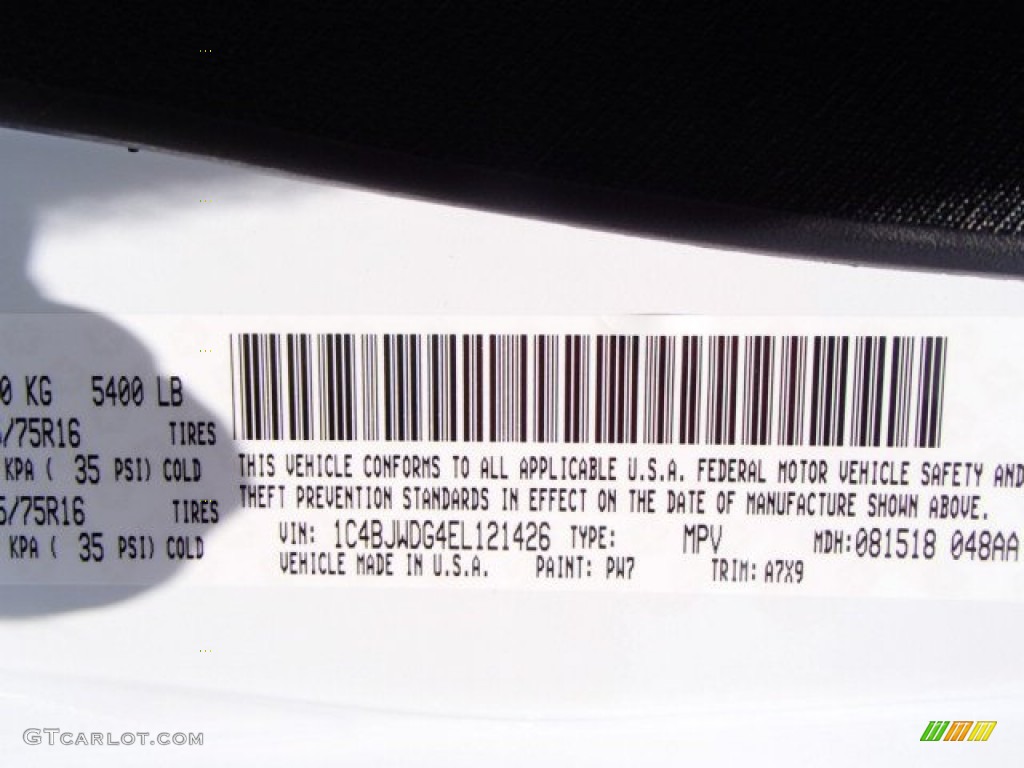 0 KG 5400 LB
5/75R16 TIRES
KPA ( 35 PSI) COLD
5/75R16 TIRES
KPA ( 35 PSI) COLD
THIS VEHICLE CONFORMS TO ALL APPLICABLE U.S.A. FEDERAL MOTOR VEHICLE SAFETY AND
THEFT PREVENTION STANDARDS IN EFFECT ON THE DATE OF MANUFACTURE SHOWN ABOVE.
VIN: 1C4BJWDG4EL121426 TYPE: MPV MDH:081518 048AA
VEHICLE MADE IN U.S.A. PAINT: PW7 TRIM: A7X9
GTCARLOT.COM